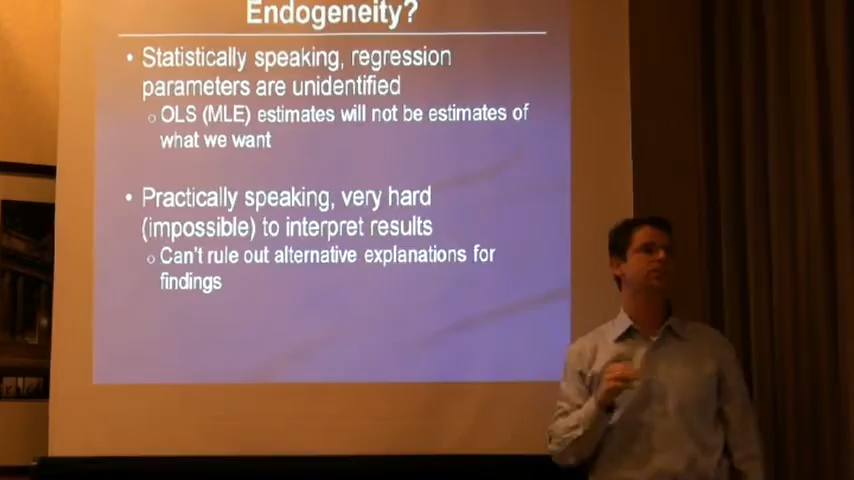 Endogeneity?
• Statistically speaking, regression
parameters are unidentified
○ OLS (MLE) estimates will not be estimates of
what we want
• Practically speaking, very hard
(impossible) to interpret results
○ Can't rule out alternative explanations for
findings